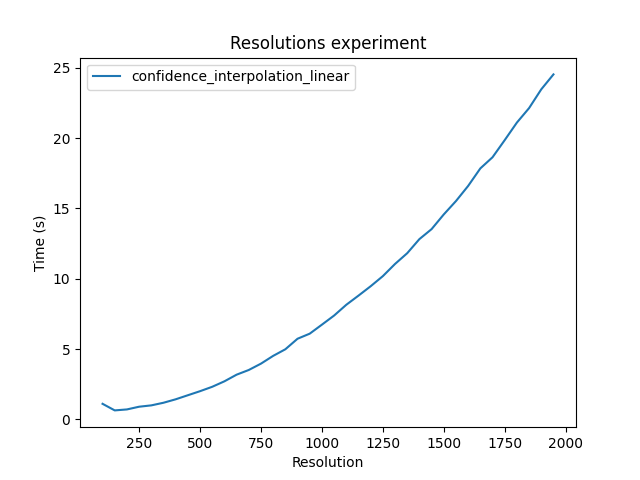 Resolutions experiment
confidence_interpolation_linear
Time (s)
25
20
15
10
5
0
250 500 750 1000 1250 1500 1750 2000
Resolution